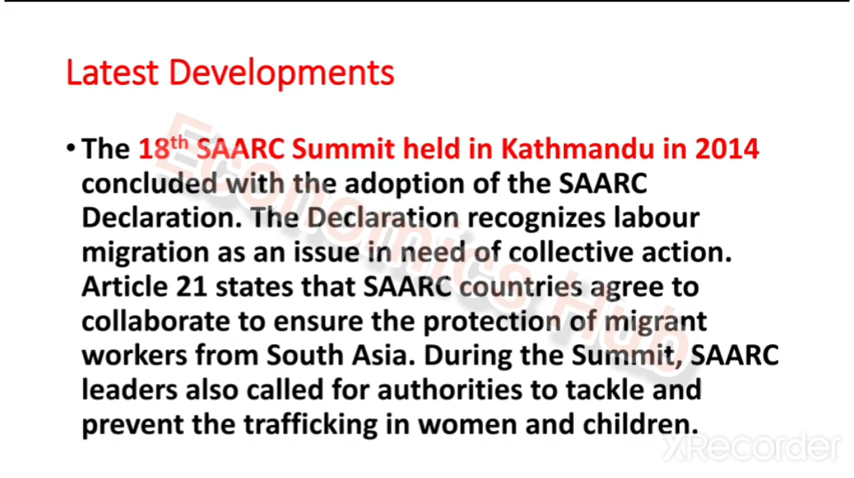 Latest Developments
• The 18th SAARC Summit held in Kathmandu in 2014
concluded with the adoption of the SAARC
Declaration. The Declaration recognizes labour
migration as an issue in need of collective action.
Article 21 states that SAARC countries agree to
collaborate to ensure the protection of migrant
workers from South Asia. During the Summit, SAARC
leaders also called for authorities to tackle and
prevent the trafficking in women and children.
Economics Hub
XRecorder